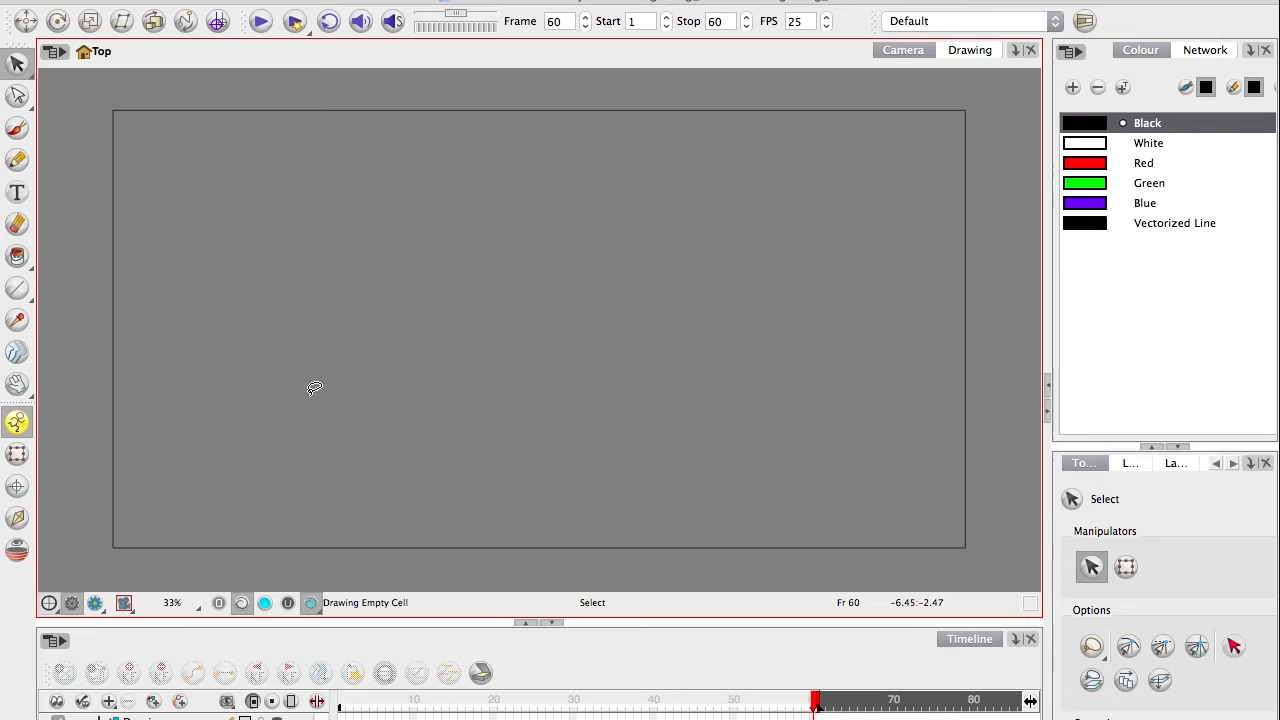 Frame 60 Start 1 Stop 60 FPS 25 Default
Top Camera Drawing
Colour Network
Black
White
Red
Green
Blue
Vectorized Line
T
To... L... La...
Select
Manipulators
Options
33% Drawing Empty Cell Select Fr 60 -6.45:-2.47
Timeline
10 20 30 40 50 70 80